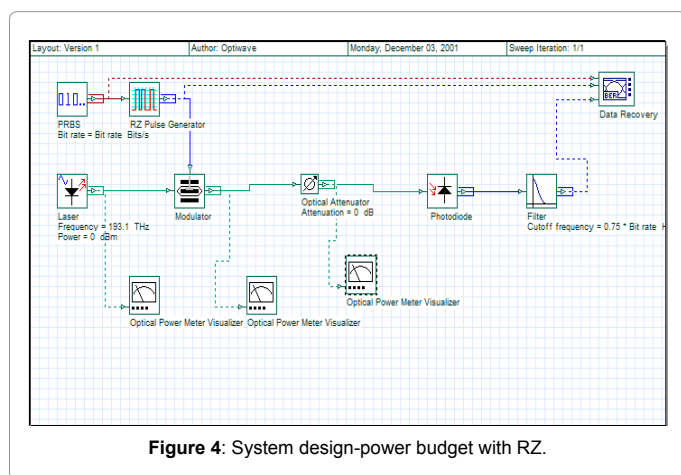 Layout: Version 1
Author: Optiwave
Monday, December 03, 2001
Sweep Iteration: 1/1
010..
BER
Data Recovery
PRBS
Bit rate = Bit rate Bits/s
RZ Pulse Generator
Laser
Frequency = 193.1 THz
Power = 0 dBm
Modulator
Optical Attenuator
Attenuation = 0 dB
Photodiode
Filter
Cutoff frequency = 0.75 * Bit rate H
Optical Power Meter Visualizer
Optical Power Meter Visualizer
Optical Power Meter Visualizer
Figure 4: System design-power budget with RZ.